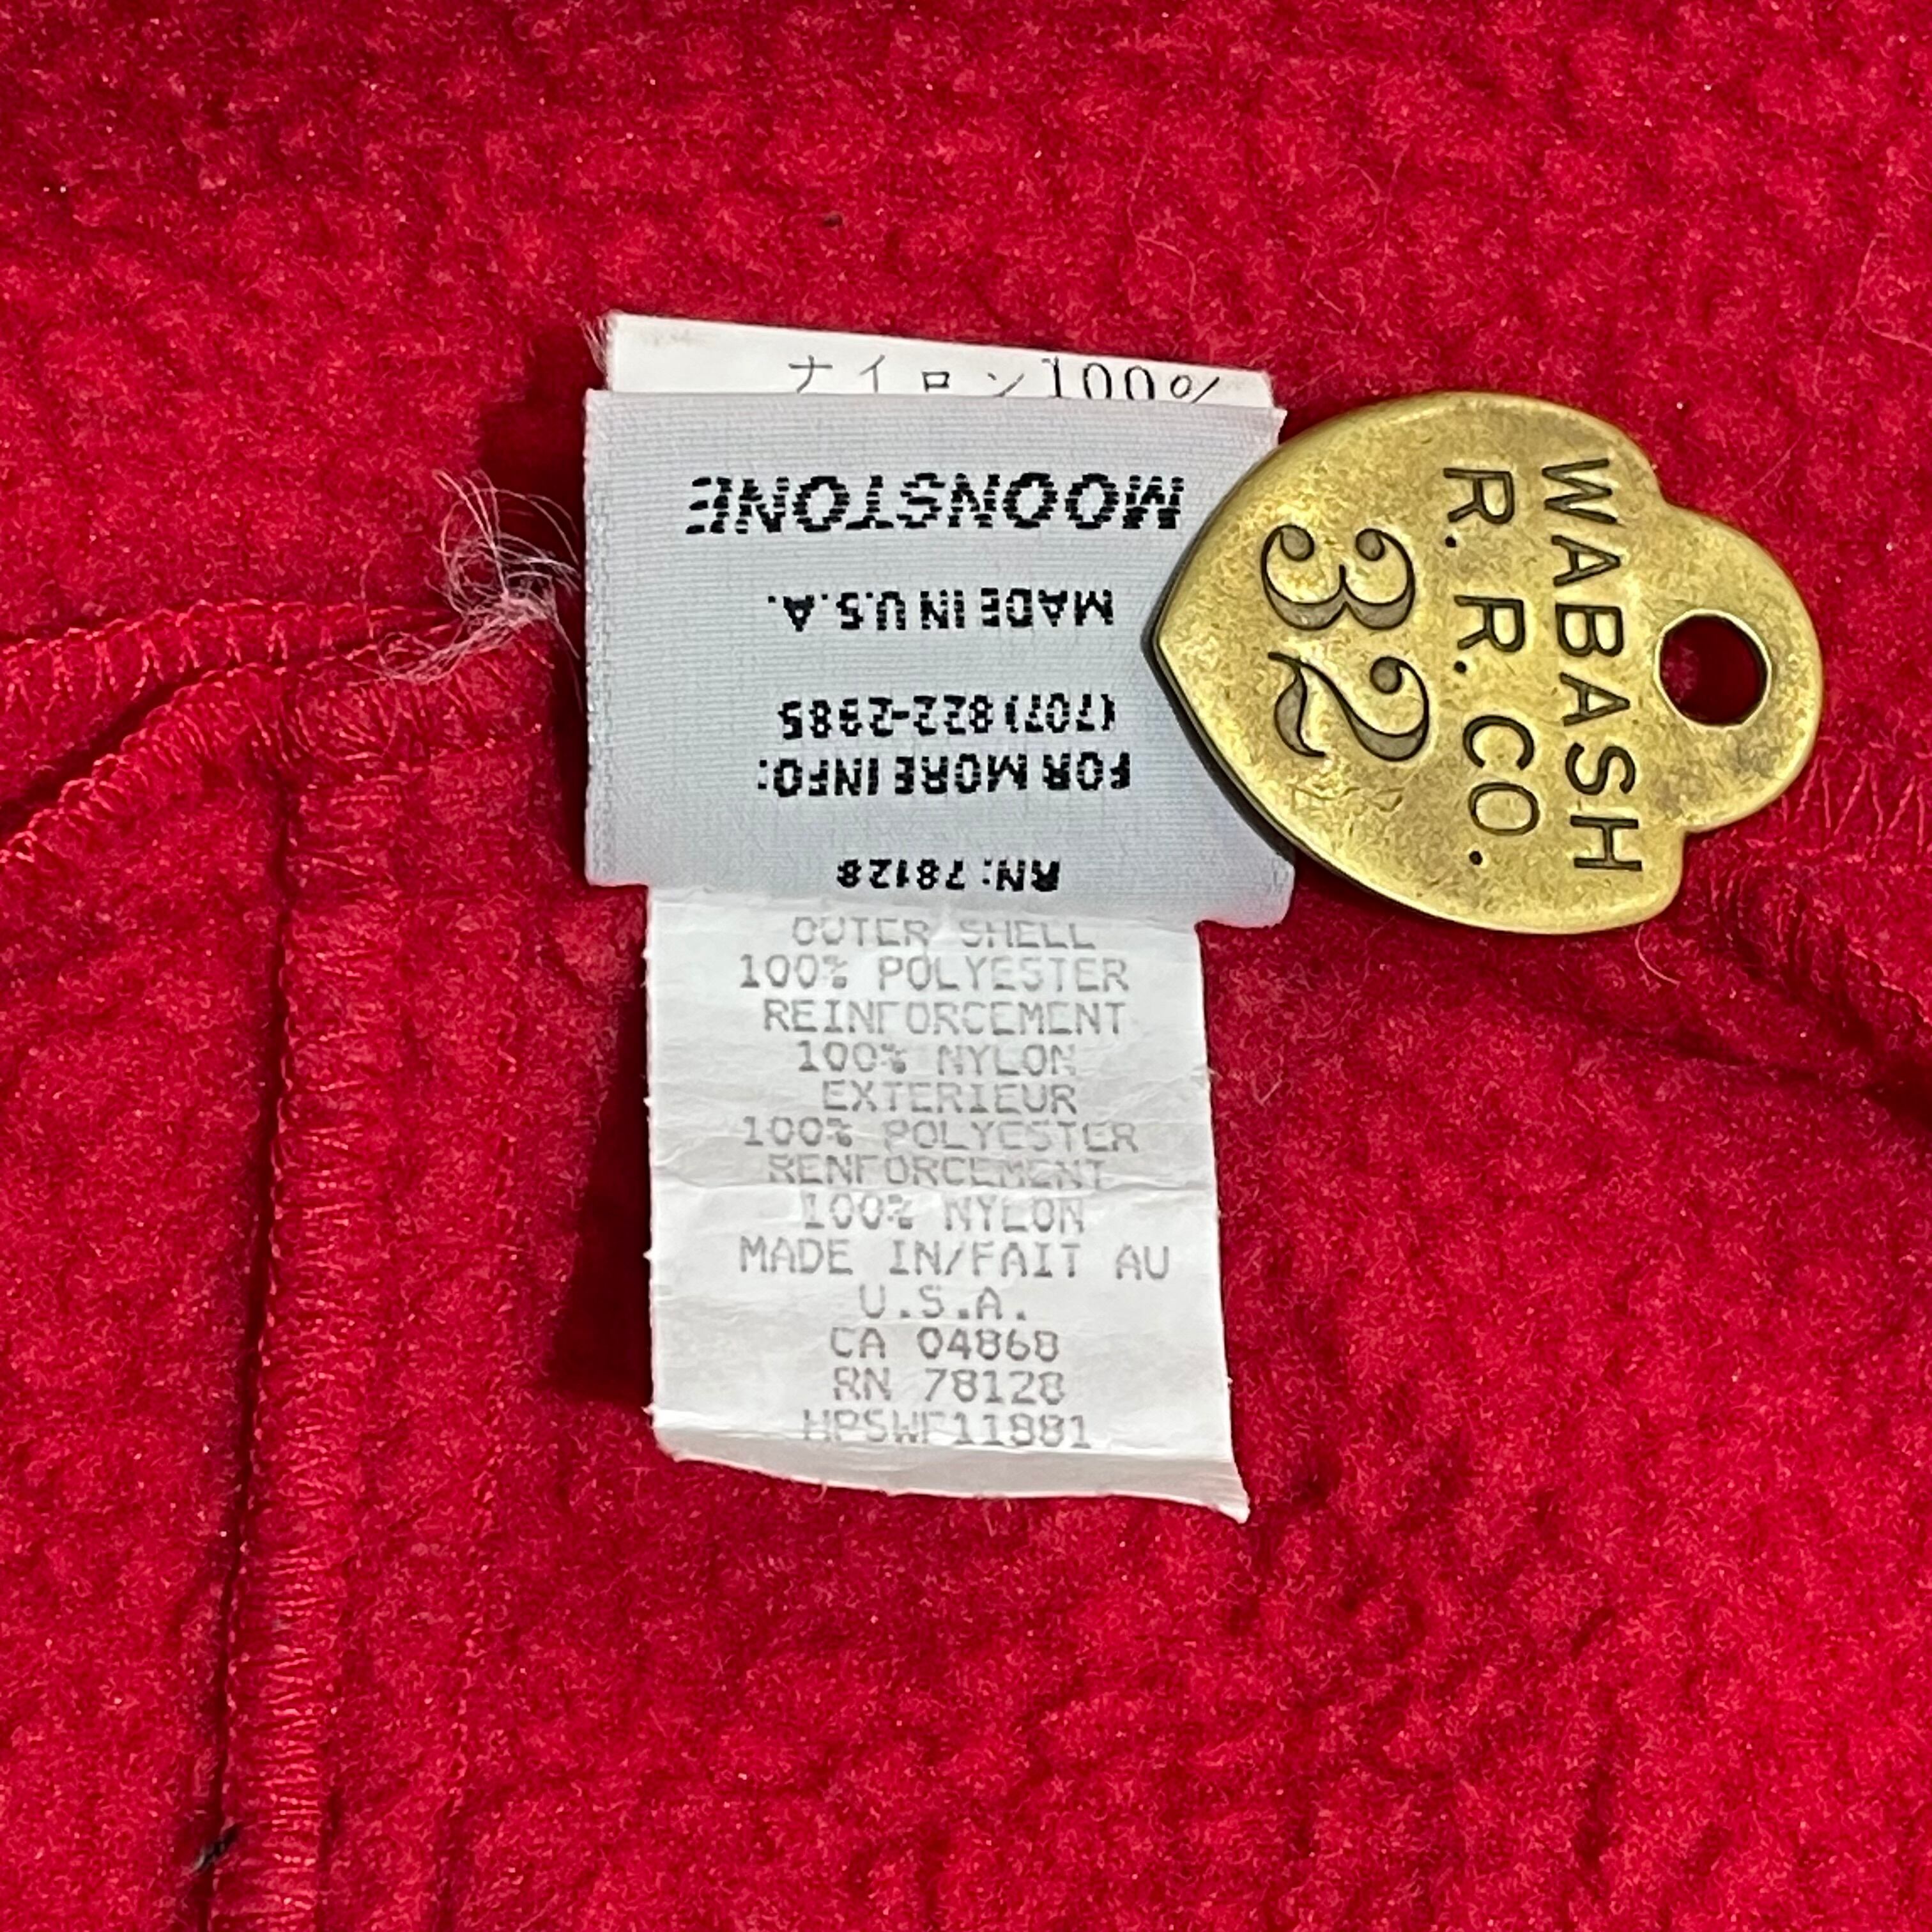 ナイロン100%
MOONSTONE
MADE IN U.S.A.
(707) 822-2985
FOR MORE INFO:
RN: 78128
OUTER SHELL
100% POLYESTER
REINFORCEMENT
100% NYLON
EXTERIEUR
100% POLYESTER
RENFORCEMENT
100% NYLON
MADE IN/FAIT AU
U.S.A.
CA 04868
RN 78128
HPSWF11881
WABASH
R. R. CO.
32